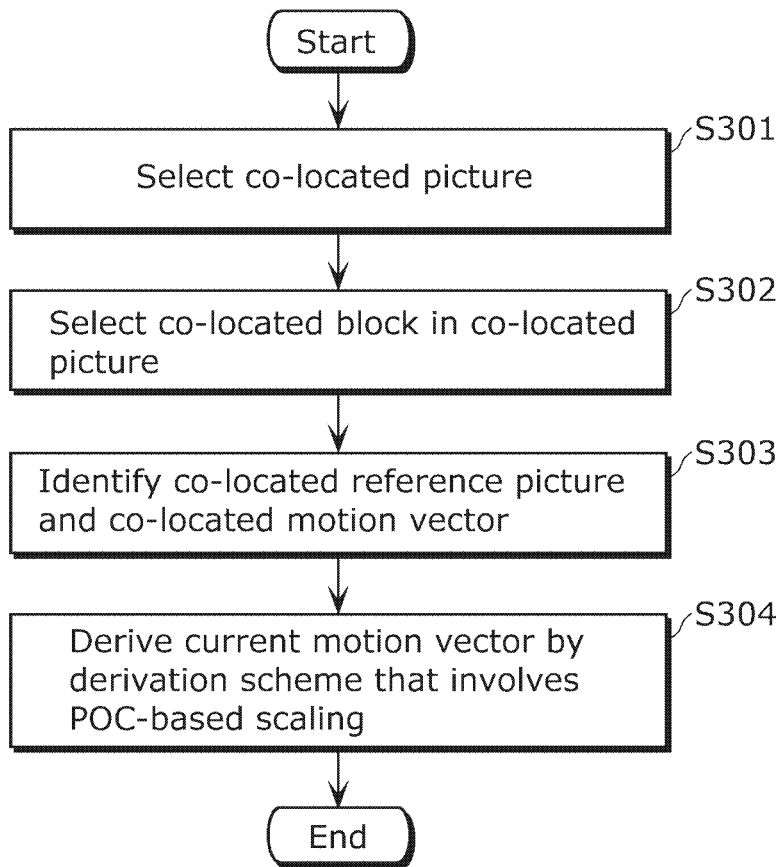 Start
S301
Select co-located picture
S302
Select co-located block in co-located
picture
S303
Identify co-located reference picture
and co-located motion vector
S304
Derive current motion vector by
derivation scheme that involves
POC-based scaling
End